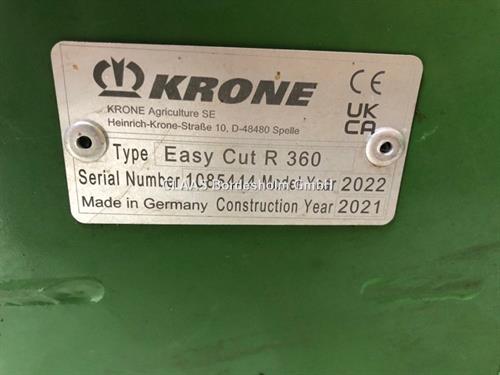 KRONE
CE
KRONE Agriculture SE
Heinrich-Krone-Straße 10, D-48480 Spelle
UK
CA
Type Easy Cut R 360
Serial Number 1085444 Model Year 2022
CLAAS Bordesholm GmbH
Made in Germany Construction Year 2021